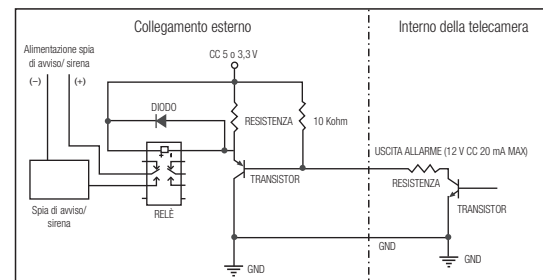 Collegamento esterno
Interno della telecamera
Alimentazione spia
di avviso/ sirena
(−) (+)
CC 5 o 3,3 V
DIODO
RESISTENZA
10 Kohm
USCITA ALLARME (12 V CC 20 mA MAX)
RESISTENZA
TRANSISTOR
TRANSISTOR
Spia di avviso/
sirena
RELÈ
GND
GND
GND